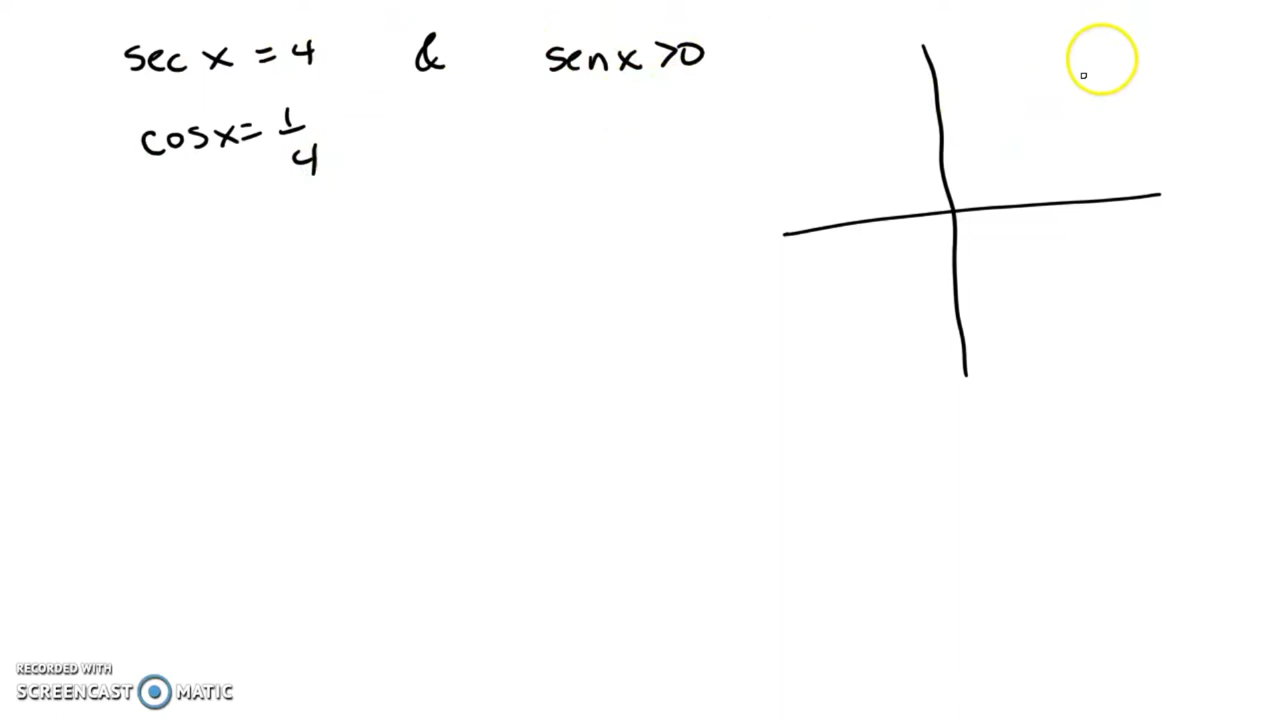 sec x = 4 & sen x > 0
cos x = 1/4
RECORDED WITH
SCREENCAST MATIC